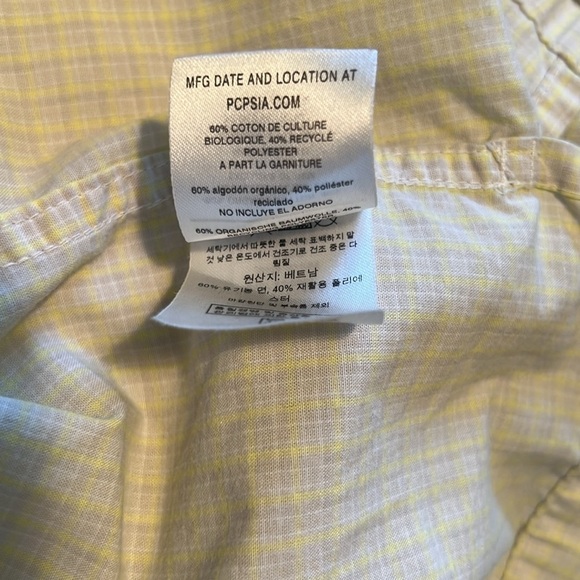 MFG DATE AND LOCATION AT
PCPSIA.COM
60% COTON DE CULTURE
BIOLOGIQUE, 40% RECYCLÉ
POLYESTER
A PART LA GARNITURE
60% algodón orgánico, 40% poliéster
reciclado
NO INCLUYE EL ADORNO
60% ORGANISCHE BAUMWOLLE, 40%
세탁기에서 따뜻한 물 세탁 표백하지 말
것 낮은 온도에서 건조기로 건조 중온 다
림질
원산지: 베트남
60% 유기농 면, 40% 재활용 폴리에
스터